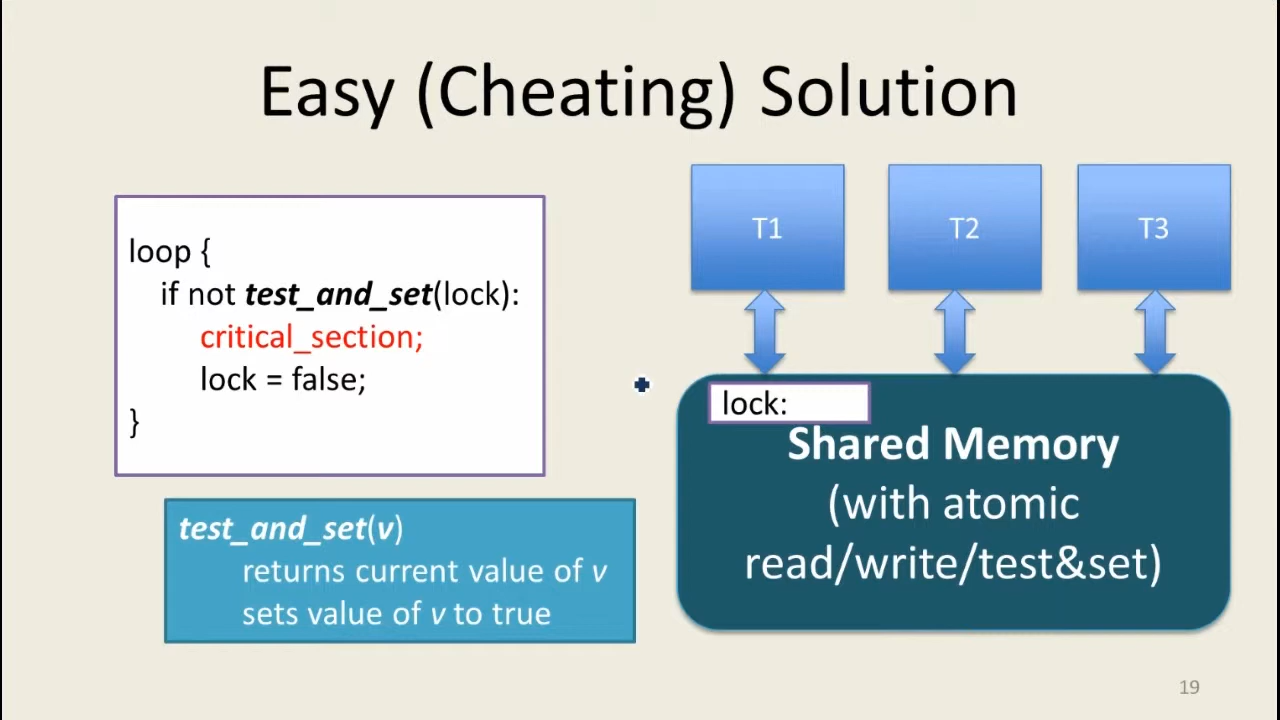 Easy (Cheating) Solution
loop {
if not test_and_set(lock):
critical_section;
lock = false;
}
test_and_set(v)
returns current value of v
sets value of v to true
T1
T2
T3
lock:
Shared Memory
(with atomic
read/write/test&set)
19